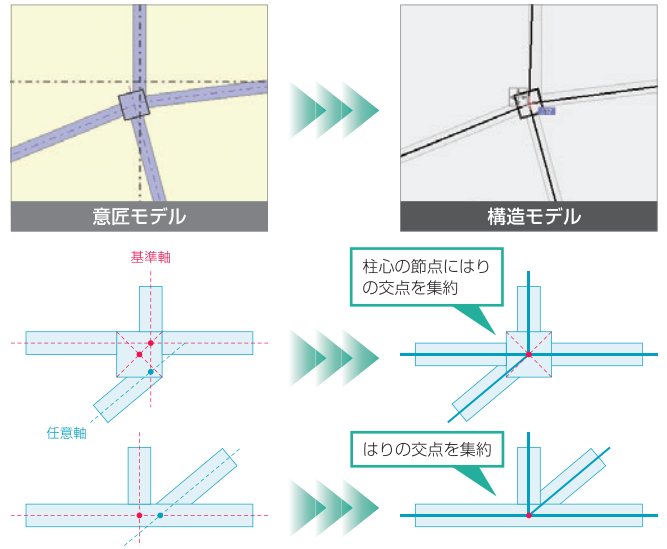 意匠モデル
構造モデル
基準軸
柱心の節点にはり
の交点を集約
任意軸
はりの交点を集約